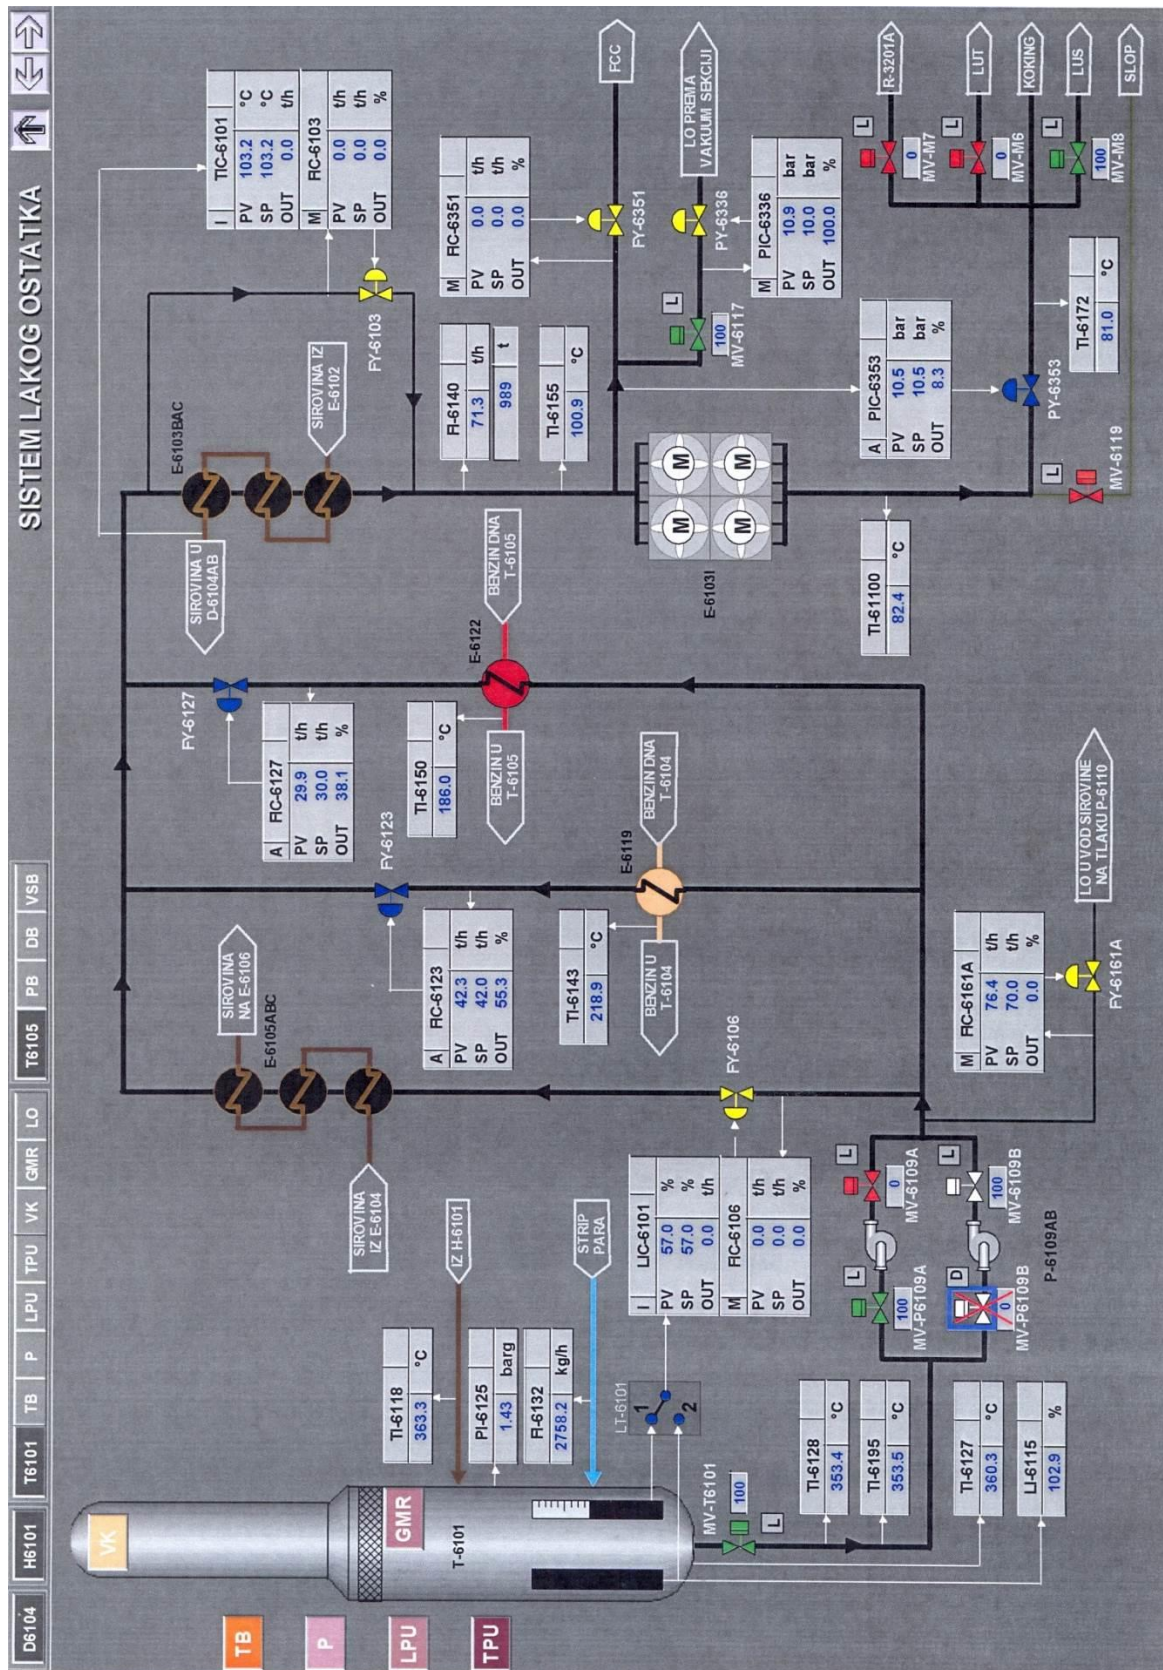 D6104 H6101 T6101 TB P LPU TPU VK GMR LO T6105 PB DB VSB
SISTEM LAKOG OSTATKA
TB
P
LPU
TPU
VK
GMR
T-6101
TI-6118
363.3 °C
PI-6125
1.43 barg
FI-6132
2758.2 kg/h
IZ H-6101
STRIP
PARA
LT-6101
1
2
MV-T6101
100
L
TI-6128
353.4 °C
TI-6195
353.5 °C
TI-6127
360.3 °C
LI-6115
102.9 %
I LIC-6101
PV 57.0 %
SP 57.0 %
OUT 0.0 t/h
M FIC-6106
PV 0.0 t/h
SP 0.0 t/h
OUT 0.0 %
FY-6106
L
100
MV-P6109A
D
0
MV-P6109B
L
0
MV-6109A
L
100
MV-6109B
P-6109AB
SIROVINA
IZ E-6104
SIROVINA
NA E-6106
E-6105ABC
A FIC-6123
PV 42.3 t/h
SP 42.0 t/h
OUT 55.3 %
FY-6123
TI-6143
218.9 °C
BENZIN U
T-6104
E-6119
BENZIN DNA
T-6104
M FIC-6161A
PV 76.4 t/h
SP 70.0 t/h
OUT 0.0 %
FY-6161A
LO U VOD SIROVINE
NA TLAKU P-6110
A FIC-6127
PV 29.9 t/h
SP 30.0 t/h
OUT 38.1 %
FY-6127
TI-6150
186.0 °C
BENZIN U
T-6105
E-6122
BENZIN DNA
T-6105
SIROVINA U
D-6104AB
E-6103BAC
SIROVINA IZ
E-6102
I TIC-6101
PV 103.2 °C
SP 103.2 °C
OUT 0.0 t/h
M FIC-6103
PV 0.0 t/h
SP 0.0 t/h
OUT 0.0 %
FY-6103
FI-6140
71.3 t/h
989 t
TI-6155
100.9 °C
M FIC-6351
PV 0.0 t/h
SP 0.0 t/h
OUT 0.0 %
FY-6351
FCC
L
100
MV-6117
PY-6336
LO PREMA
VAKUUM SEKCIJI
M PIC-6336
PV 10.9 bar
SP 10.0 bar
OUT 100.0 %
M M
M M
E-6103I
TI-61100
82.4 °C
A PIC-6353
PV 10.5 bar
SP 10.5 bar
OUT 8.3 %
PY-6353
L
MV-6119
TI-6172
81.0 °C
L
0
MV-M7
R-3201A
L
0
MV-M6
LUT
KOKING
L
100
MV-M8
LUS
SLOP